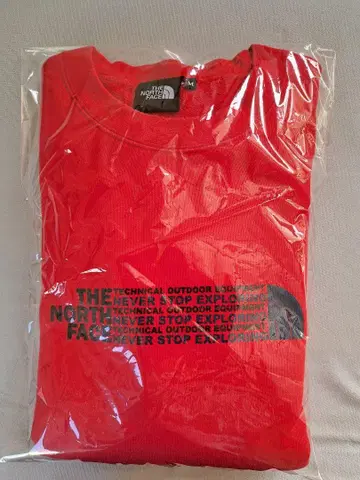 THE
NORTH
FACE
M
THE
NORTH
FACE
TECHNICAL OUTDOOR EQUIPMENT
NEVER STOP EXPLORING
TECHNICAL OUTDOOR EQUIPMENT
NEVER STOP EXPLORING
TECHNICAL OUTDOOR EQUIPMENT
NEVER STOP EXPLORING